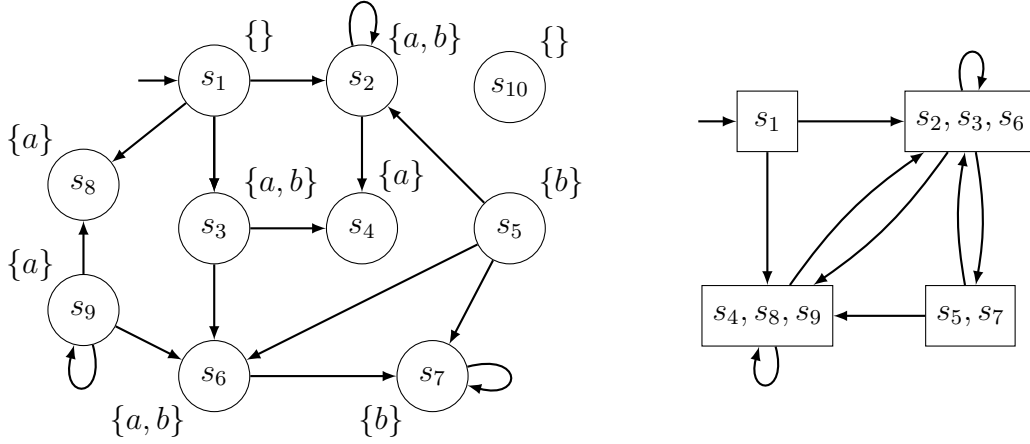 {}
{a, b}
{}
s₁
s₂
s₁₀
s₁
s₂, s₃, s₆
{a}
s₈
{a, b}
{a}
{b}
s₃
s₄
s₅
{a}
s₉
s₄, s₈, s₉
s₅, s₇
s₆
s₇
{a, b}
{b}